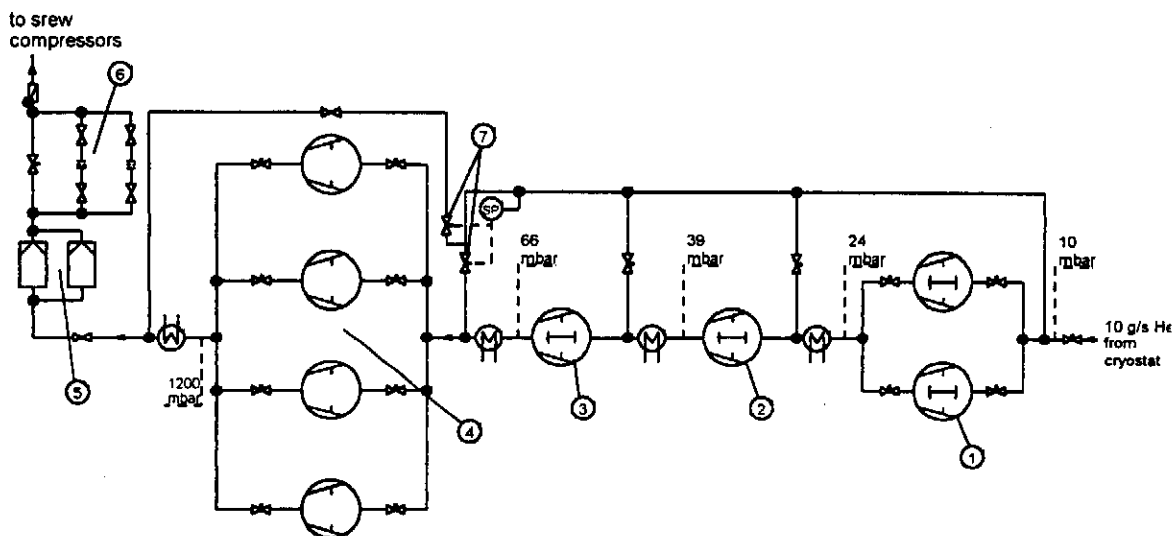 to srew
compressors
6
7
SP
66
mbar
39
mbar
24
mbar
10
mbar
10 g/s He
from
cryostat
1200
mbar
5
4
3
2
1